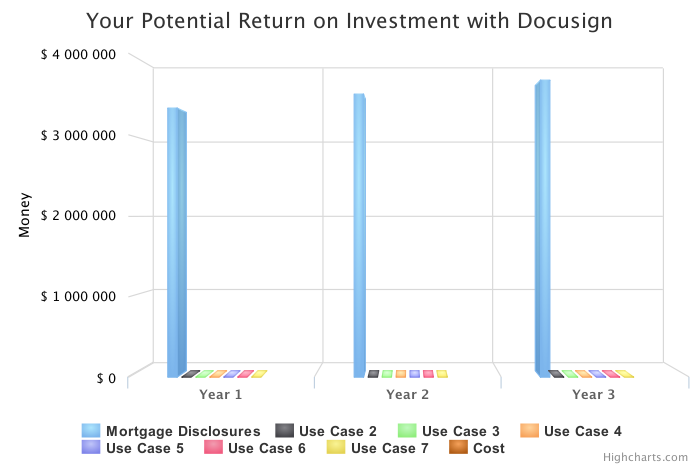 Your Potential Return on Investment with Docusign
$ 4 000 000
$ 3 000 000
$ 2 000 000
$ 1 000 000
$ 0
Money
Year 1
Year 2
Year 3
Mortgage Disclosures Use Case 2 Use Case 3 Use Case 4
Use Case 5 Use Case 6 Use Case 7 Cost
Highcharts.com